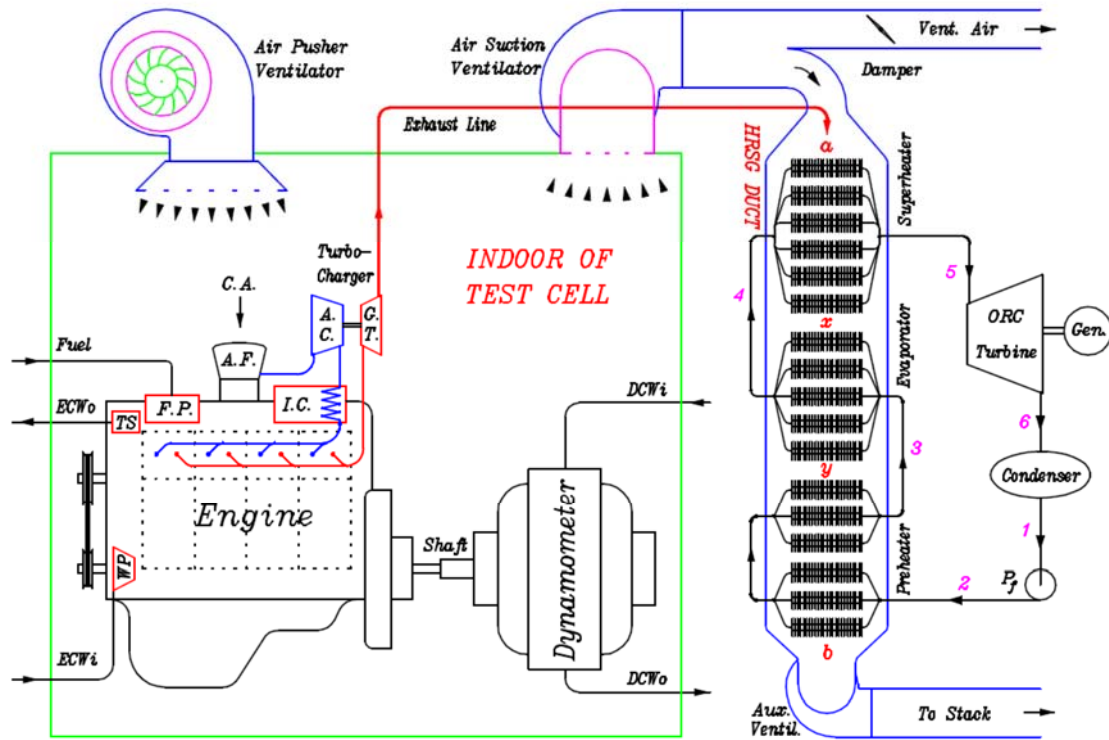 Air Pusher
Ventilator
Air Suction
Ventilator
Vent. Air
Damper
Exhaust Line
HRSG DUCT
a
Superheater
Turbo-
Charger
INDOOR OF
TEST CELL
C.A.
A.
C.
G.
T.
4
5
x
ORC
Turbine
Gen.
Fuel
A.F.
Evaporator
DCWi
ECWo
TS
F.P.
I.C.
6
3
y
Condenser
Engine
Dynamometer
Shaft
WP
Preheater
1
2
Pf
ECWi
b
DCWo
Aux.
Ventil.
To Stack